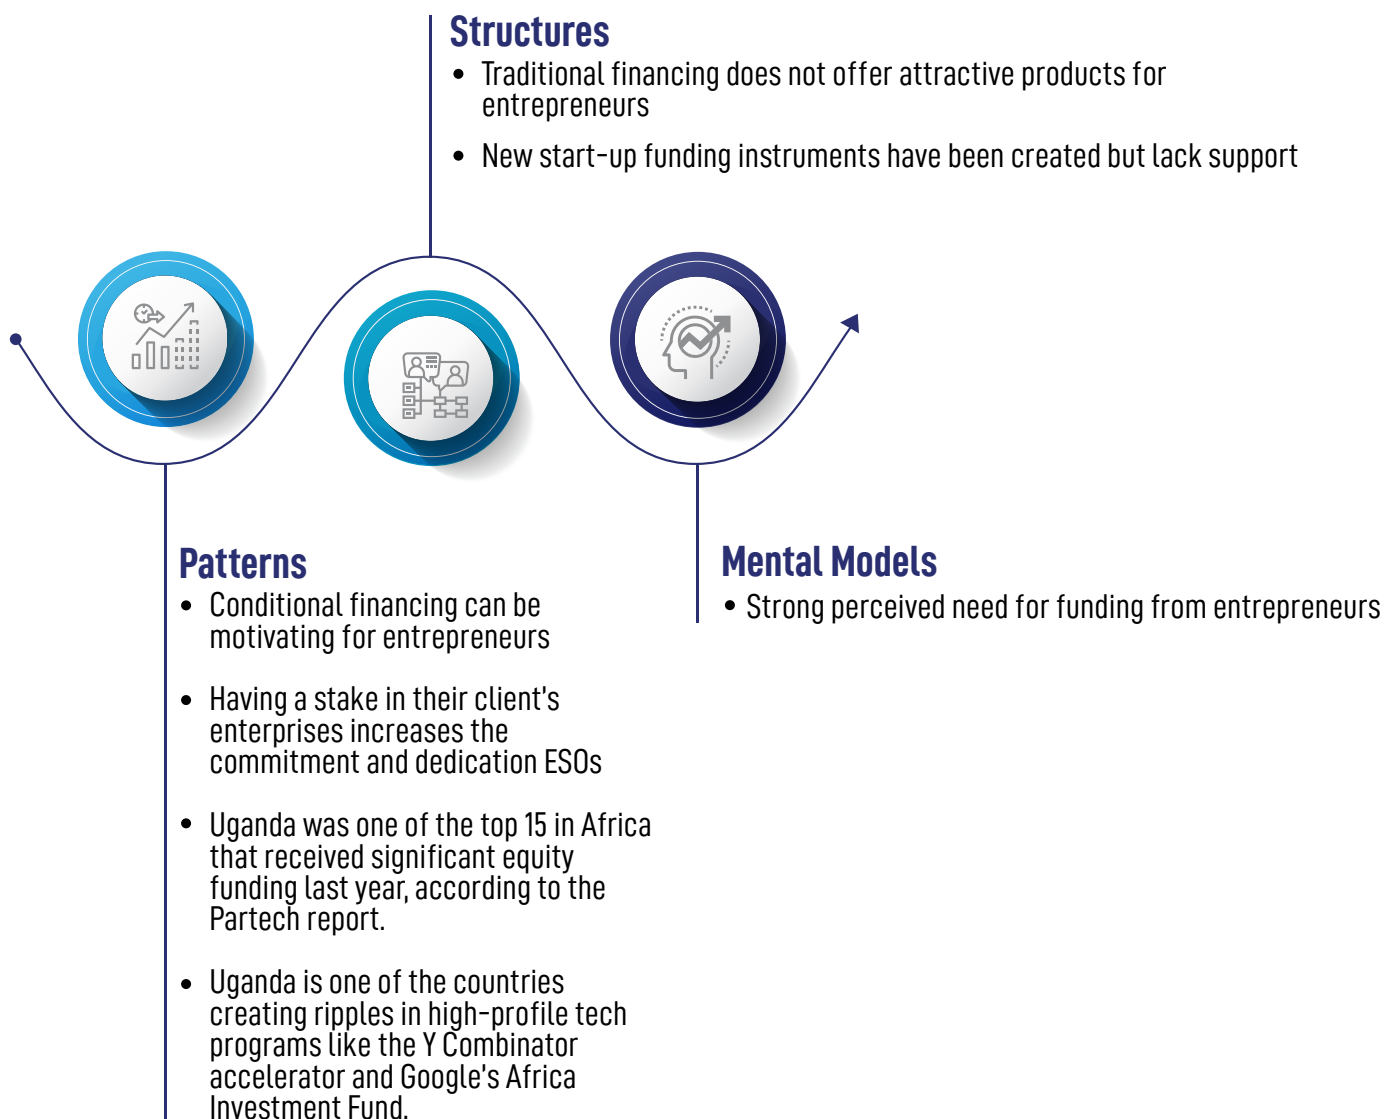 Structures
• Traditional financing does not offer attractive products for
entrepreneurs
• New start-up funding instruments have been created but lack support
Patterns
• Conditional financing can be
motivating for entrepreneurs
• Having a stake in their client's
enterprises increases the
commitment and dedication ESOs
• Uganda was one of the top 15 in Africa
that received significant equity
funding last year, according to the
Partech report.
• Uganda is one of the countries
creating ripples in high-profile tech
programs like the Y Combinator
accelerator and Google's Africa
Investment Fund.
Mental Models
• Strong perceived need for funding from entrepreneurs